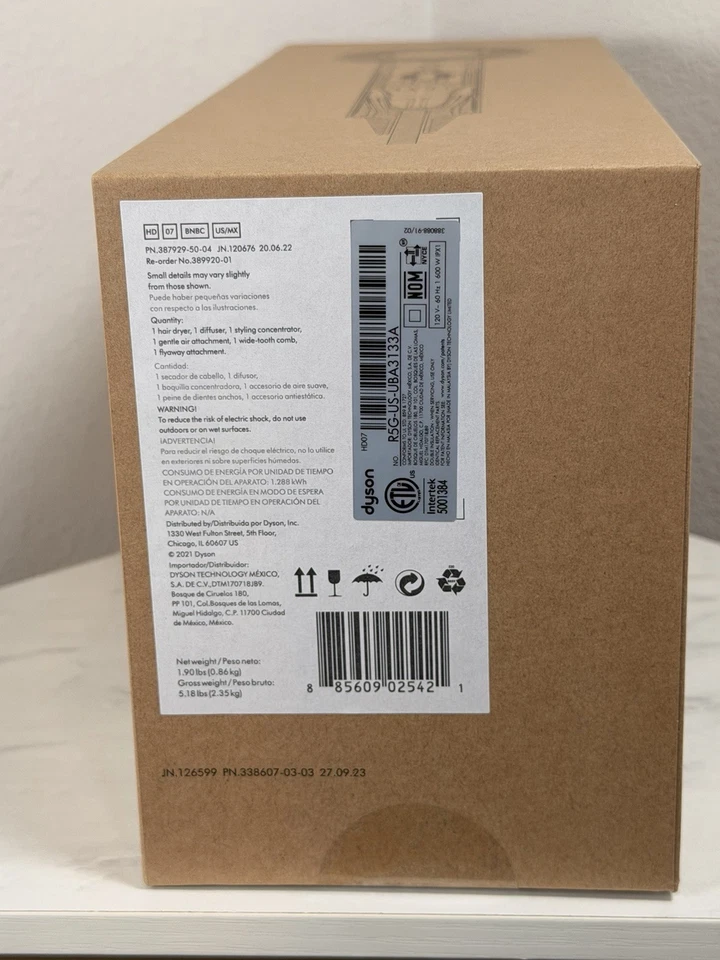 HD 07 BNBC US/MX
PN.387929-50-04 JN.120676 20.06.22
Re-order No.389920-01
Small details may vary slightly
from those shown.
Puede haber pequeñas variaciones
con respecto a las ilustraciones.
Quantity:
1 hair dryer, 1 diffuser, 1 styling concentrator,
1 gentle air attachment, 1 wide-tooth comb,
1 flyaway attachment.
Cantidad:
1 secador de cabello, 1 difusor,
1 boquilla concentradora, 1 accesorio de aire suave,
1 peine de dientes anchos, 1 accesorio antiestático.
WARNING!
To reduce the risk of electric shock, do not use
outdoors or on wet surfaces.
¡ADVERTENCIA!
Para reducir el riesgo de choque eléctrico, no lo utilice
en exteriores ni sobre superficies húmedas.
CONSUMO DE ENERGÍA POR UNIDAD DE TIEMPO
EN OPERACIÓN DEL APARATO: 1.288 kWh
CONSUMO DE ENERGÍA EN MODO DE ESPERA
POR UNIDAD DE TIEMPO EN OPERACIÓN DEL
APARATO: N/A
Distributed by/Distribuida por Dyson, Inc.
1330 West Fulton Street, 5th Floor,
Chicago, IL 60607 US
© 2021 Dyson
Importador/Distribuidor:
DYSON TECHNOLOGY MÉXICO,
S.A. DE C.V.,DTM170718JB9.
Bosque de Ciruelos 180,
PP 101, Col.Bosques de las Lomas,
Miguel Hidalgo, C.P. 11700 Ciudad
de México, México.
Net weight / Peso neto:
1.90 lbs (0.86 kg)
Gross weight / Peso bruto:
5.18 lbs (2.35 kg)
dyson
HD07
NO
R5G-US-UBA3133A
388088-91/02
NOM
NYCE
120 V~ 60 Hz 1 600 W IPX1
ETL
US
Intertek
5001384
8 85609 02542 1
JN.126599 PN.338607-03-03 27.09.23